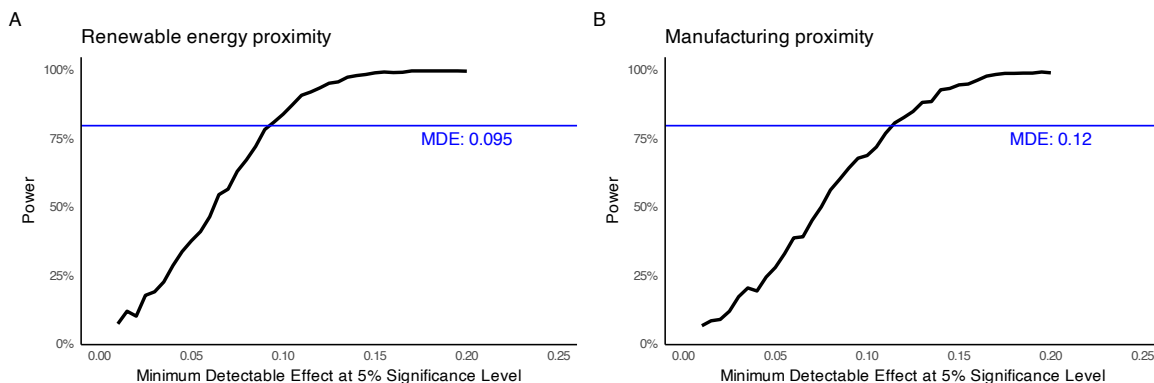 A
Renewable energy proximity
100%
75%
50%
25%
0%
Power
MDE: 0.095
0.00 0.05 0.10 0.15 0.20 0.25
Minimum Detectable Effect at 5% Significance Level
B
Manufacturing proximity
100%
75%
50%
25%
0%
Power
MDE: 0.12
0.00 0.05 0.10 0.15 0.20 0.25
Minimum Detectable Effect at 5% Significance Level